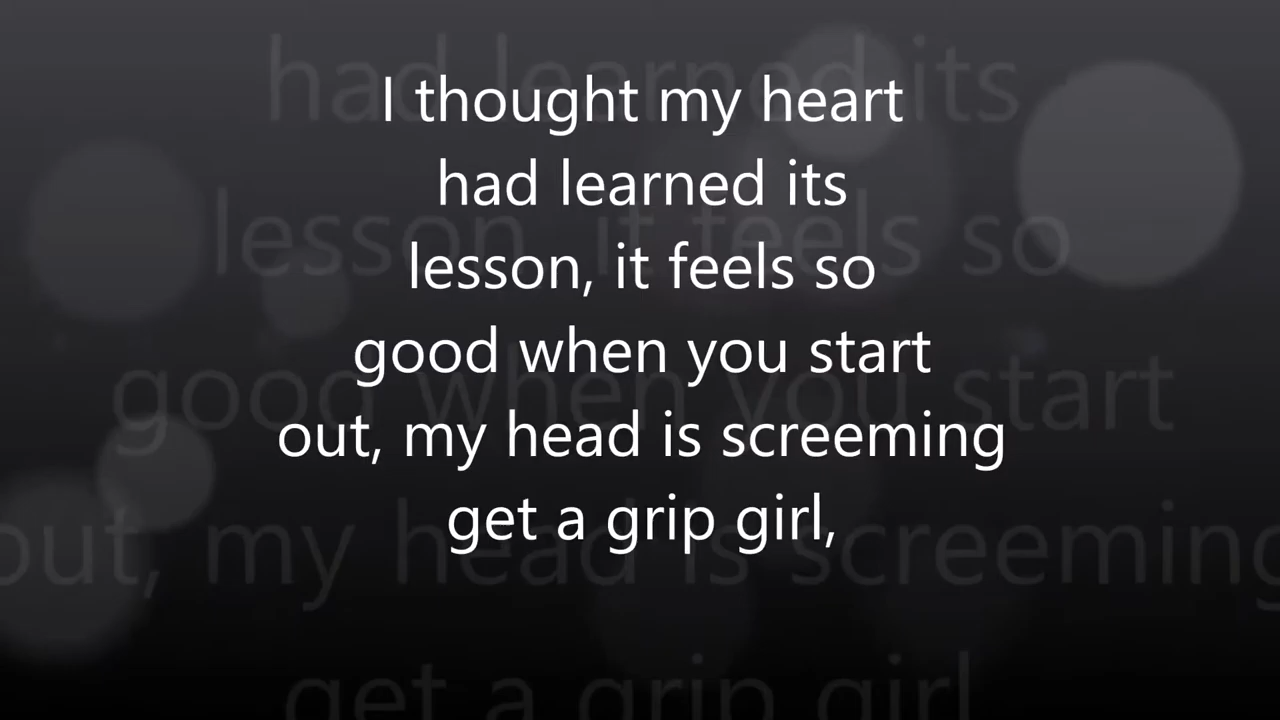 I thought my heart
had learned its
lesson, it feels so
good when you start
out, my head is screeming
get a grip girl,